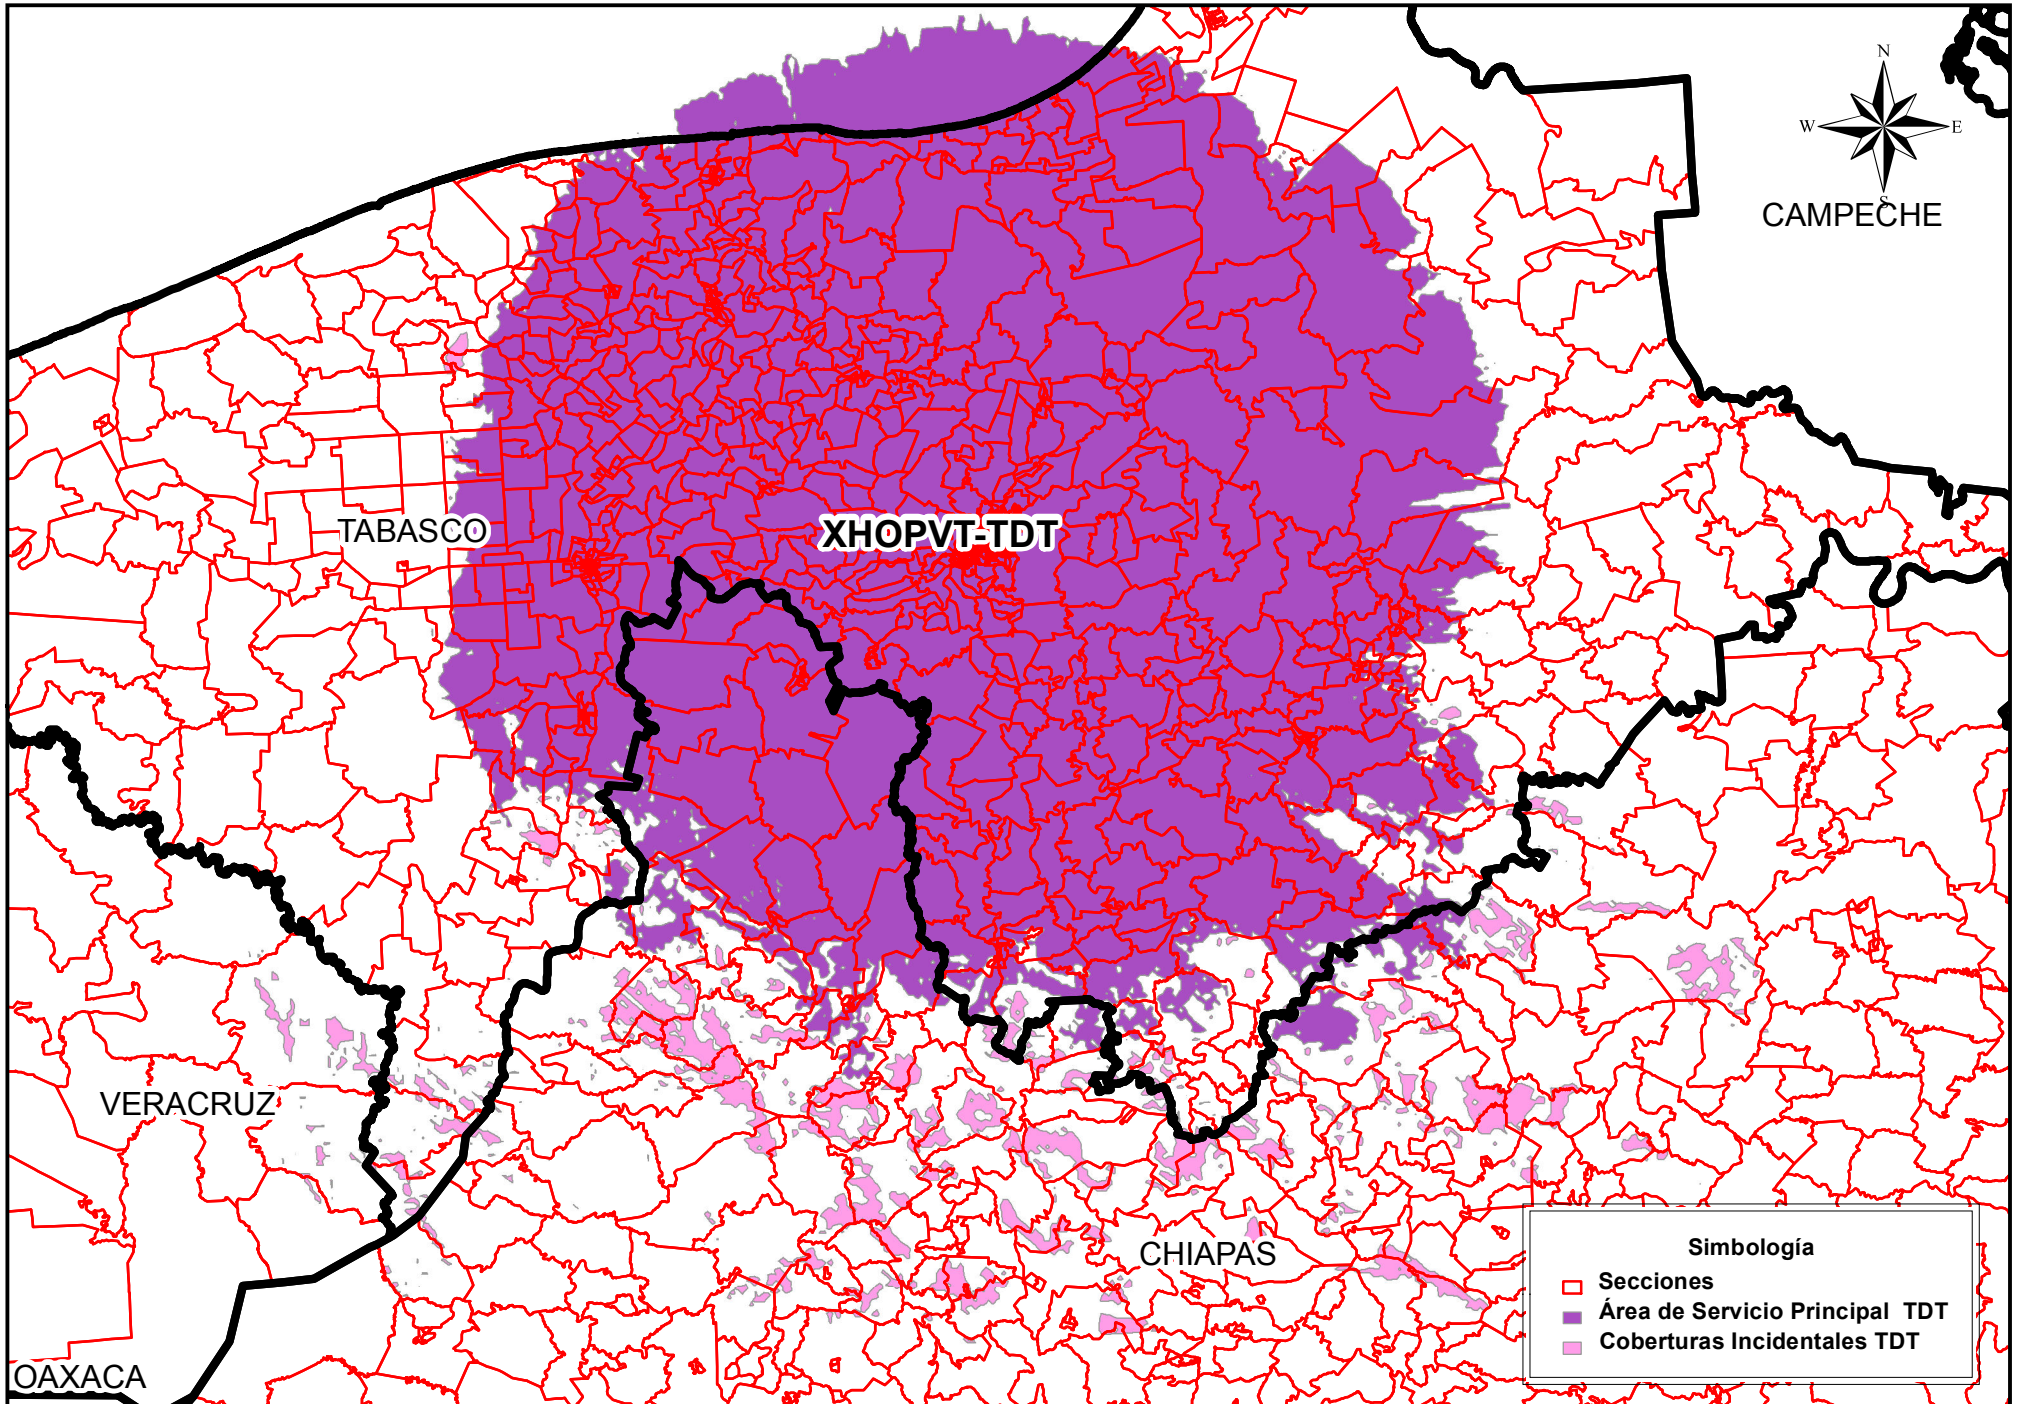 N
W E
S
CAMPECHE
TABASCO
XHOPVT-TDT
VERACRUZ
CHIAPAS
OAXACA
Simbología
Secciones
Área de Servicio Principal TDT
Coberturas Incidentales TDT